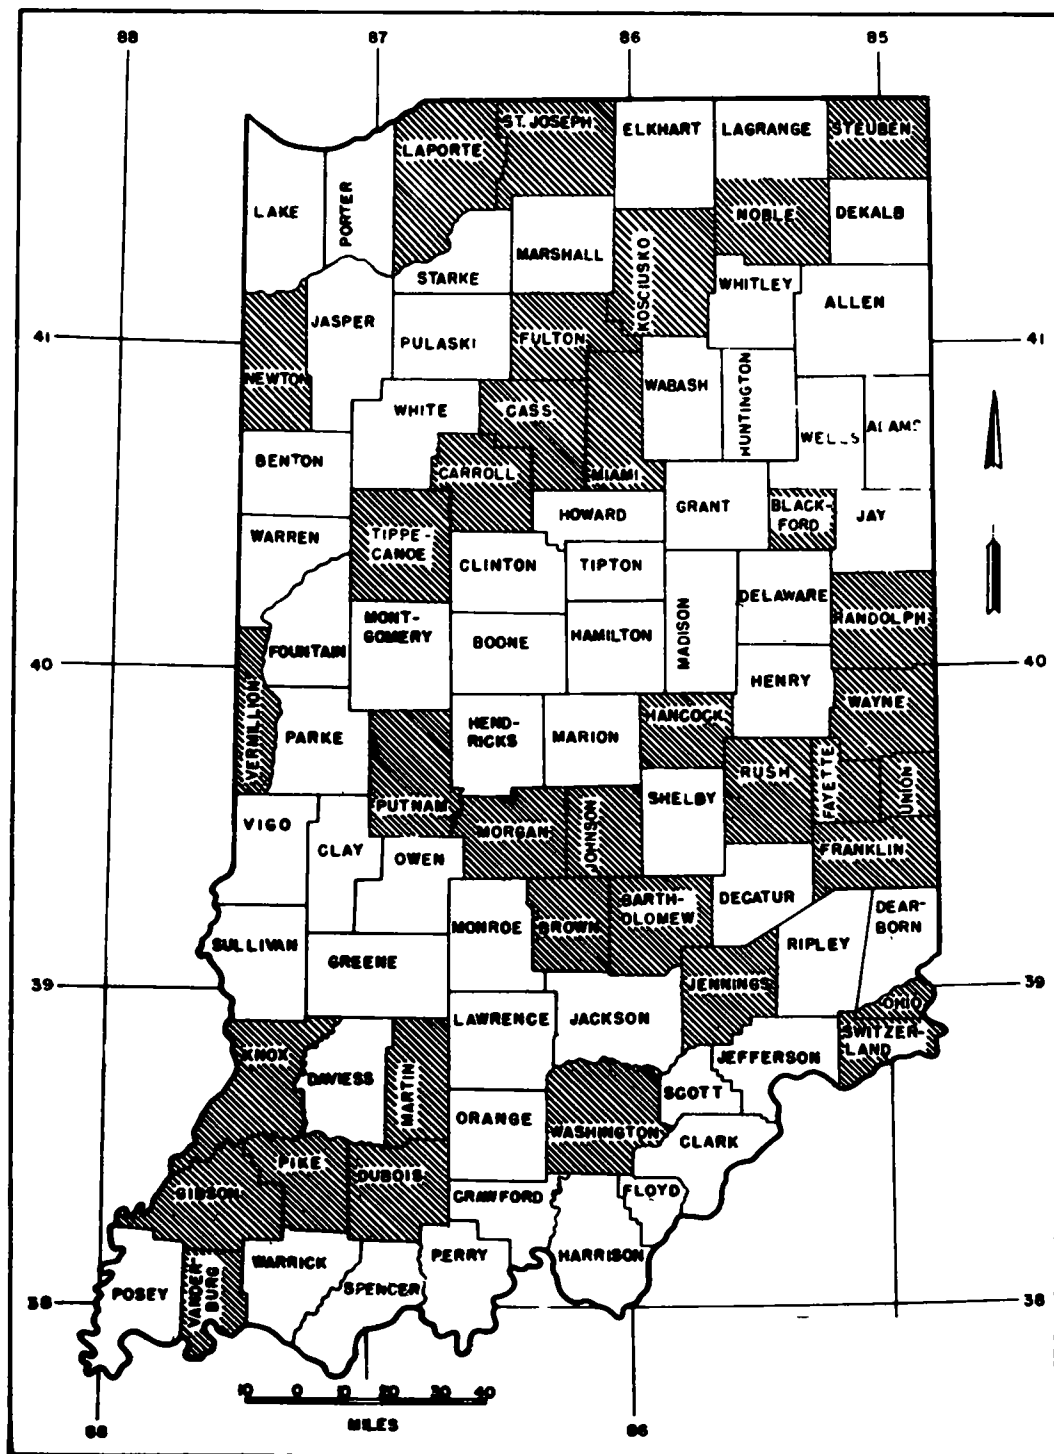 88 87 86 85
ST. JOSEPH
ELKHART
LAGRANGE
STEUBEN
LAPORTE
LAKE
PORTER
NOBLE
DEKALB
MARSHALL
KOSCIUSKO
STARKE
WHITLEY
ALLEN
JASPER
41
PULASKI
FULTON
41
NEWTON
WABASH
HUNTINGTON
WHITE
CASS
WELLS
ADAMS
BENTON
CARROLL
MIAMI
HOWARD
GRANT
BLACK-
FORD
JAY
WARREN
TIPPE-
CANOE
CLINTON
TIPTON
MADISON
DELAWARE
RANDOLPH
MONT-
GOMERY
BOONE
HAMILTON
FOUNTAIN
40
HENRY
40
WAYNE
VERMILLION
PARKE
HEND-
RICKS
MARION
HANCOCK
RUSH
FAYETTE
UNION
PUTNAM
SHELBY
VIGO
CLAY
OWEN
MORGAN
JOHNSON
FRANKLIN
DECATUR
DEAR-
BORN
MONROE
BROWN
BARTH-
OLOMEW
SULLIVAN
GREENE
RIPLEY
39
JENNINGS
39
OHIO
LAWRENCE
JACKSON
SWITZER-
LAND
KNOX
DAVIESS
MARTIN
JEFFERSON
SCOTT
ORANGE
WASHINGTON
CLARK
PIKE
DUBOIS
GIBSON
CRAWFORD
FLOYD
WARRICK
PERRY
HARRISON
POSEY
VANDER-
BURG
SPENCER
38
38
10 0 10 20 30 40
MILES
88
86